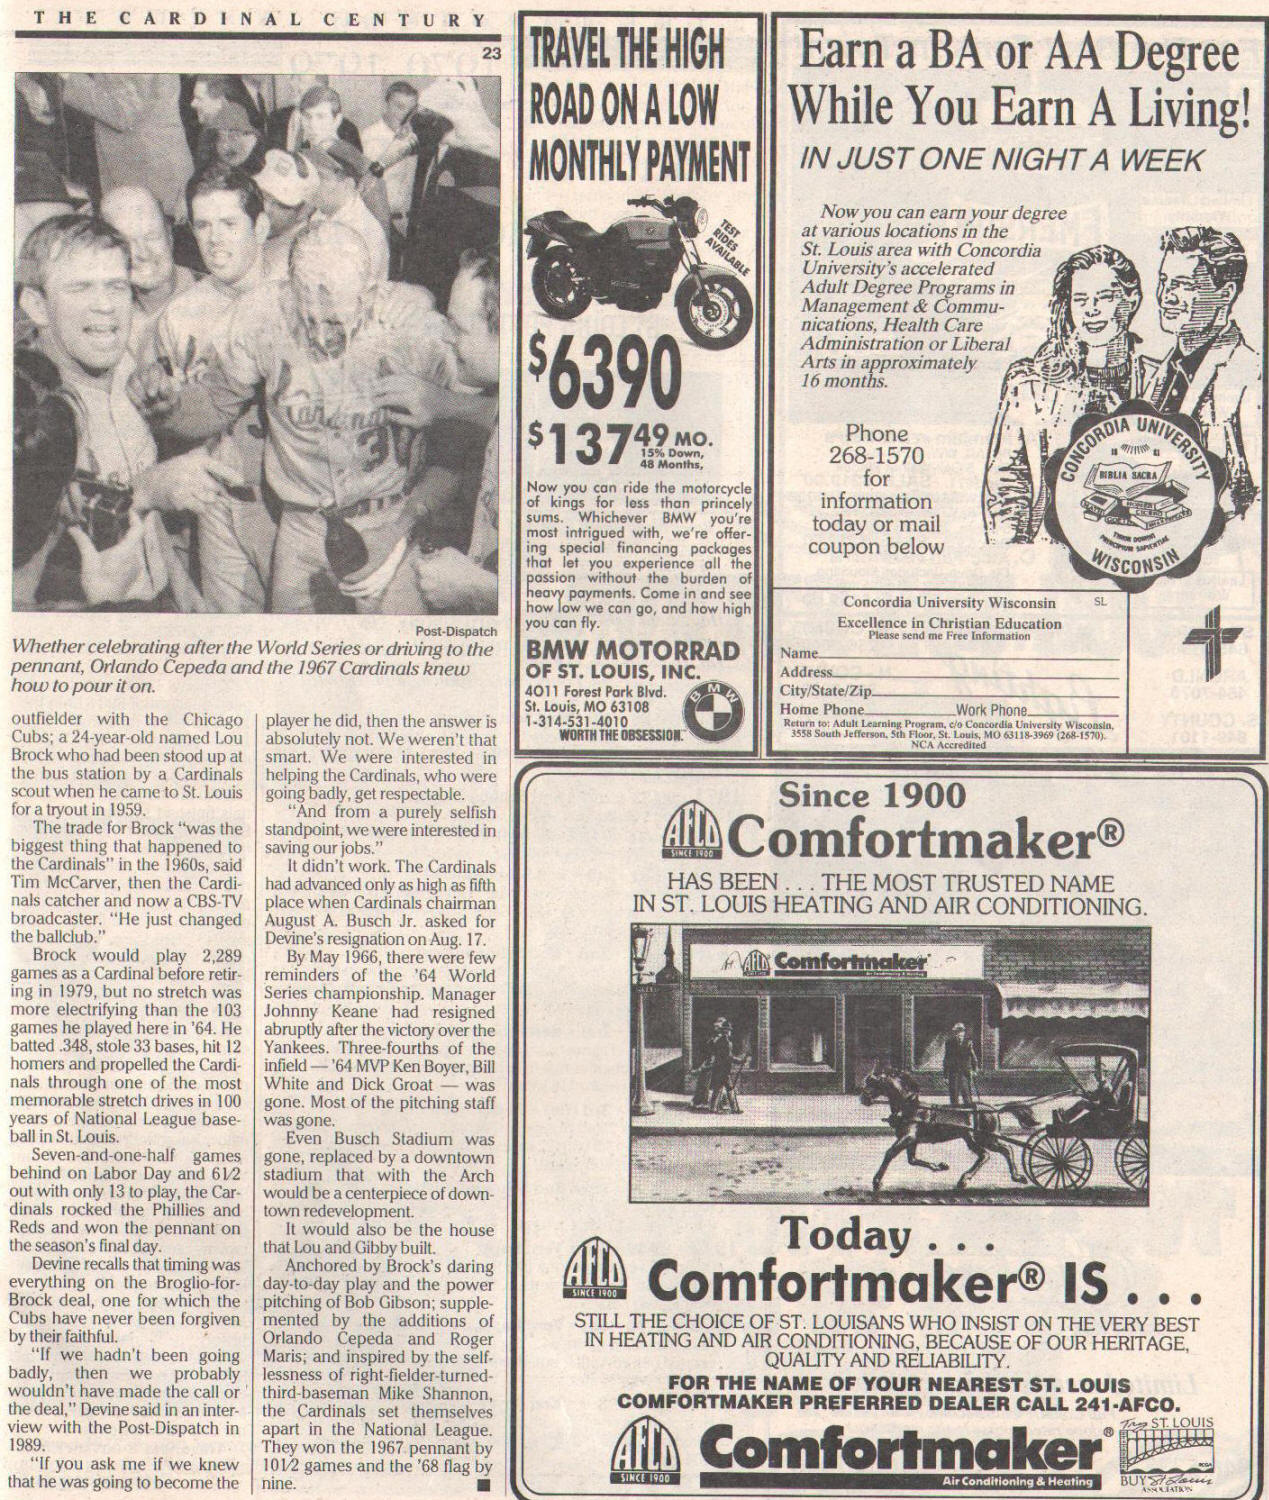 THE CARDINAL CENTURY
23
Post-Dispatch
Whether celebrating after the World Series or driving to the
pennant, Orlando Cepeda and the 1967 Cardinals knew
how to pour it on.
outfielder with the Chicago
Cubs; a 24-year-old named Lou
Brock who had been stood up at
the bus station by a Cardinals
scout when he came to St. Louis
for a tryout in 1959.
The trade for Brock “was the
biggest thing that happened to
the Cardinals” in the 1960s, said
Tim McCarver, then the Cardi-
nals catcher and now a CBS-TV
broadcaster. “He just changed
the ballclub.”
Brock would play 2,289
games as a Cardinal before retir-
ing in 1979, but no stretch was
more electrifying than the 103
games he played here in ’64. He
batted .348, stole 33 bases, hit 12
homers and propelled the Cardi-
nals through one of the most
memorable stretch drives in 100
years of National League base-
ball in St. Louis.
Seven-and-one-half games
behind on Labor Day and 61⁄2
out with only 13 to play, the Car-
dinals rocked the Phillies and
Reds and won the pennant on
the season’s final day.
Devine recalls that timing was
everything on the Broglio-for-
Brock deal, one for which the
Cubs have never been forgiven
by their faithful.
“If we hadn’t been going
badly, then we probably
wouldn’t have made the call or
the deal,” Devine said in an inter-
view with the Post-Dispatch in
1989.
“If you ask me if we knew
that he was going to become the
player he did, then the answer is
absolutely not. We weren’t that
smart. We were interested in
helping the Cardinals, who were
going badly, get respectable.
“And from a purely selfish
standpoint, we were interested in
saving our jobs.”
It didn’t work. The Cardinals
had advanced only as high as fifth
place when Cardinals chairman
August A. Busch Jr. asked for
Devine’s resignation on Aug. 17.
By May 1966, there were few
reminders of the ’64 World
Series championship. Manager
Johnny Keane had resigned
abruptly after the victory over the
Yankees. Three-fourths of the
infield — ’64 MVP Ken Boyer, Bill
White and Dick Groat — was
gone. Most of the pitching staff
was gone.
Even Busch Stadium was
gone, replaced by a downtown
stadium that with the Arch
would be a centerpiece of down-
town redevelopment.
It would also be the house
that Lou and Gibby built.
Anchored by Brock’s daring
day-to-day play and the power
pitching of Bob Gibson; supple-
mented by the additions of
Orlando Cepeda and Roger
Maris; and inspired by the self-
lessness of right-fielder-turned-
third-baseman Mike Shannon,
the Cardinals set themselves
apart in the National League.
They won the 1967 pennant by
101⁄2 games and the ’68 flag by
nine.
TRAVEL THE HIGH
ROAD ON A LOW
MONTHLY PAYMENT
TEST
RIDES
AVAILABLE
$6390
$137 49 MO.
15% Down,
48 Months,
Now you can ride the motorcycle
of kings for less than princely
sums. Whichever BMW you’re
most intrigued with, we’re offer-
ing special financing packages
that let you experience all the
passion without the burden of
heavy payments. Come in and see
how low we can go, and how high
you can fly.
BMW MOTORRAD
OF ST. LOUIS, INC.
4011 Forest Park Blvd.
St. Louis, MO 63108
1-314-531-4010
WORTH THE OBSESSION.
BMW
Earn a BA or AA Degree
While You Earn A Living!
IN JUST ONE NIGHT A WEEK
Now you can earn your degree
at various locations in the
St. Louis area with Concordia
University’s accelerated
Adult Degree Programs in
Management & Commu-
nications, Health Care
Administration or Liberal
Arts in approximately
16 months.
Phone
268-1570
for
information
today or mail
coupon below
CONCORDIA UNIVERSITY
18 81
BIBLIA SACRA
TIMOR DOMINI
PRINCIPIUM SAPIENTIAE
WISCONSIN
Concordia University Wisconsin SL
Excellence in Christian Education
Please send me Free Information
Name
Address
City/State/Zip
Home Phone Work Phone
Return to: Adult Learning Program, c/o Concordia University Wisconsin,
3558 South Jefferson, 5th Floor, St. Louis, MO 63118-3969 (268-1570).
NCA Accredited
Since 1900
AFCO
SINCE 1900
Comfortmaker®
HAS BEEN . . . THE MOST TRUSTED NAME
IN ST. LOUIS HEATING AND AIR CONDITIONING.
AFCO Comfortmaker
Air Conditioning & Heating
Today . . .
AFCO
SINCE 1900
Comfortmaker® IS . . .
STILL THE CHOICE OF ST. LOUISANS WHO INSIST ON THE VERY BEST
IN HEATING AND AIR CONDITIONING, BECAUSE OF OUR HERITAGE,
QUALITY AND RELIABILITY.
FOR THE NAME OF YOUR NEAREST ST. LOUIS
COMFORTMAKER PREFERRED DEALER CALL 241-AFCO.
AFCO
SINCE 1900
Comfortmaker®
Air Conditioning & Heating
Try ST. LOUIS
BUY St Louis
ASSOCIATION